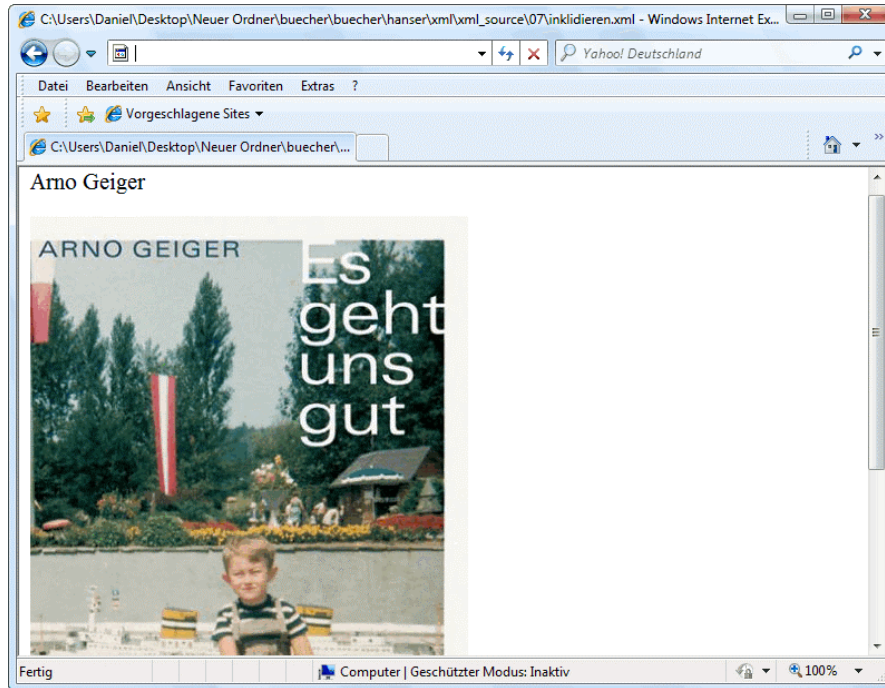 C:\Users\Daniel\Desktop\Neuer Ordner\buecher\buecher\hanser\xml\xml_source\07\inklidieren.xml - Windows Internet Ex...
Yahoo! Deutschland
Datei Bearbeiten Ansicht Favoriten Extras ?
Vorgeschlagene Sites
C:\Users\Daniel\Desktop\Neuer Ordner\buecher\...
Arno Geiger
ARNO GEIGER
Es
geht
uns
gut
Fertig
Computer | Geschützter Modus: Inaktiv
100%